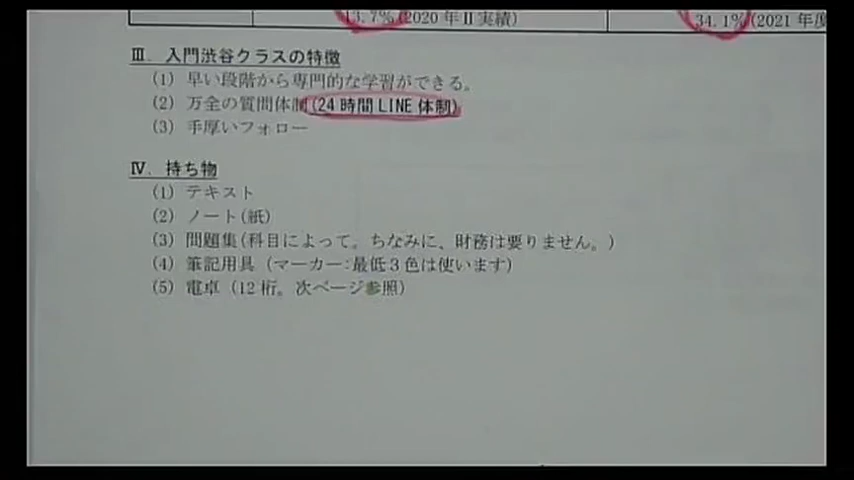 13.7%(2020年Ⅱ実績) 34.1%(2021年度
Ⅲ．入門渋谷クラスの特徴
(1) 早い段階から専門的な学習ができる。
(2) 万全の質問体制(24時間LINE体制)
(3) 手厚いフォロー
Ⅳ．持ち物
(1) テキスト
(2) ノート(紙)
(3) 問題集(科目によって。ちなみに、財務は要りません。)
(4) 筆記用具（マーカー:最低３色は使います)
(5) 電卓（12桁。次ページ参照)